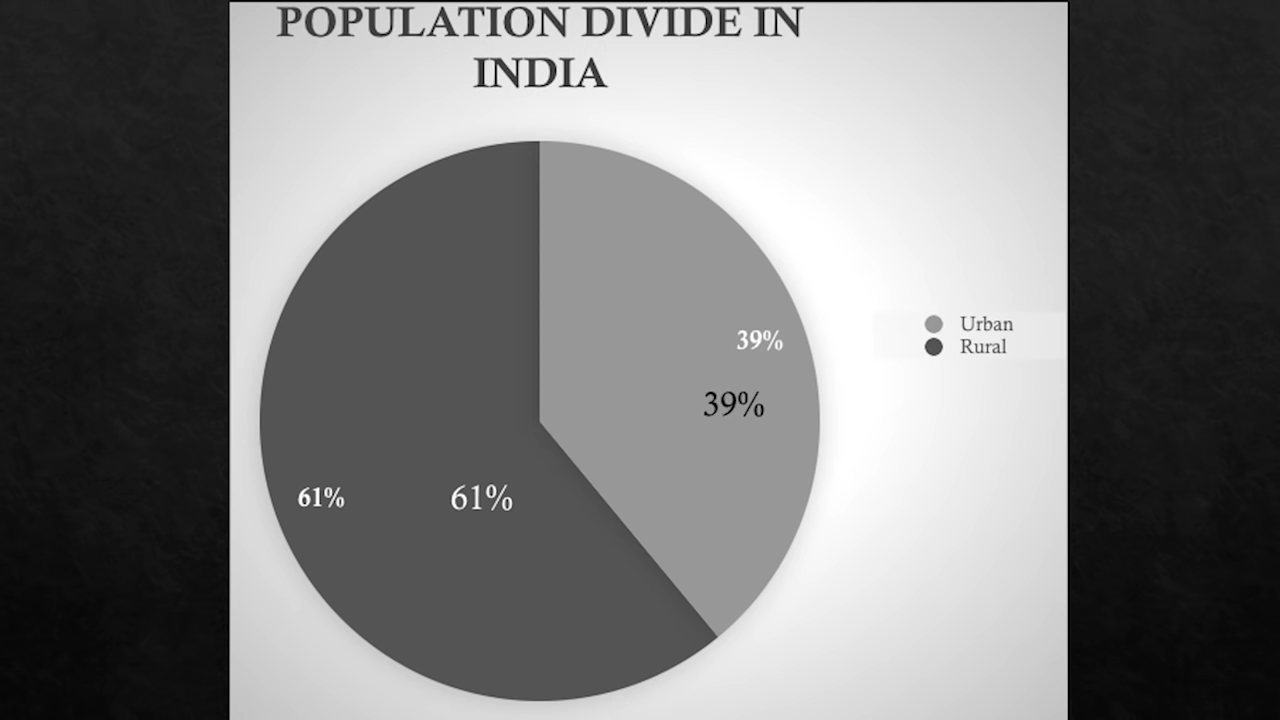 POPULATION DIVIDE IN
INDIA
39%
39%
61%
61%
Urban
Rural